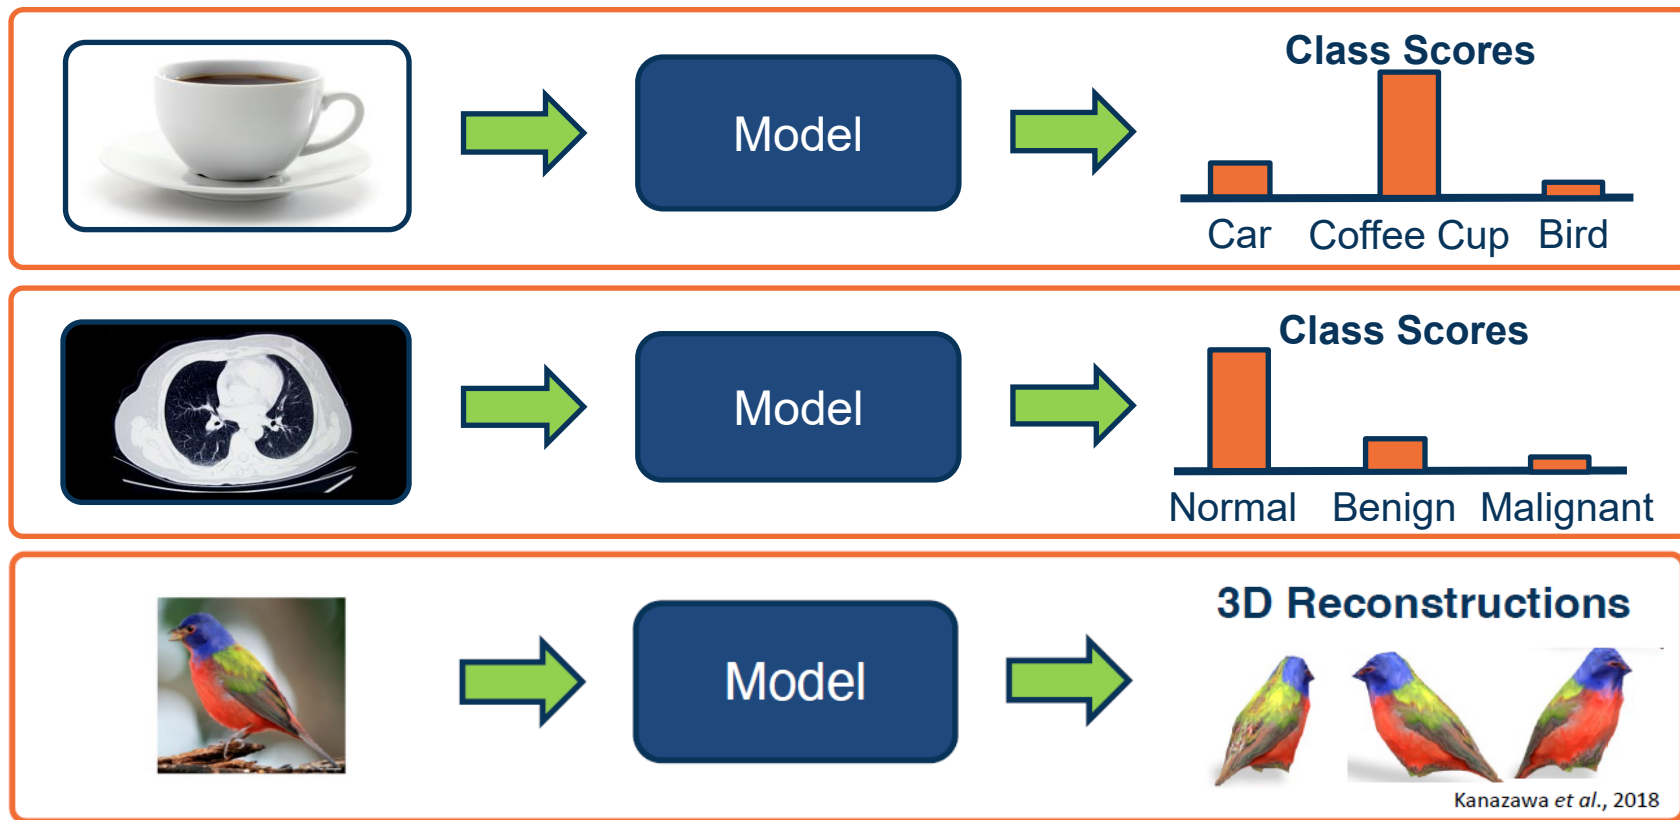 Class Scores
Model
Car Coffee Cup Bird
Class Scores
Model
Normal Benign Malignant
3D Reconstructions
Model
Kanazawa et al., 2018